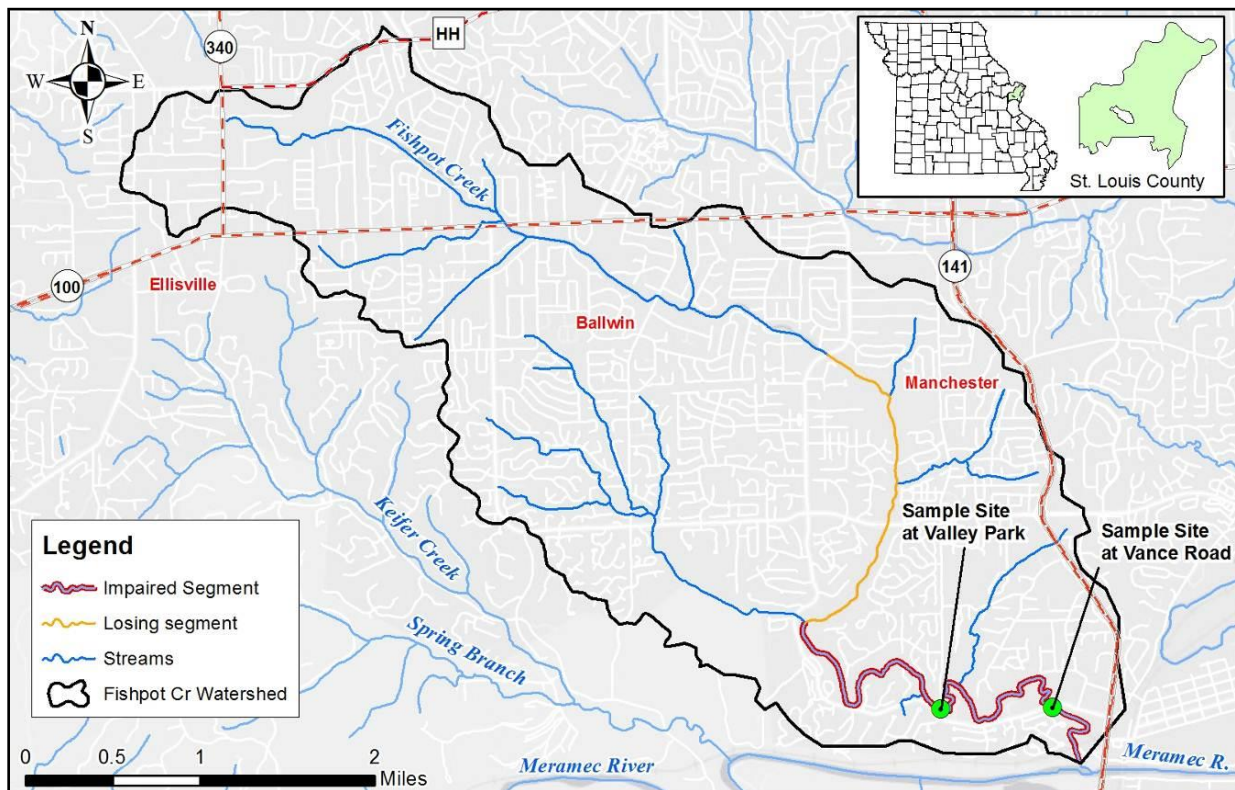 N
W
E
S
340
HH
Fishpot Creek
St. Louis County
141
100
Ellisville
Ballwin
Manchester
Keifer Creek
Spring Branch
Sample Site
at Valley Park
Sample Site
at Vance Road
Legend
Impaired Segment
Losing segment
Streams
Fishpot Cr Watershed
0 0.5 1 2
Miles
Meramec River
Meramec R.